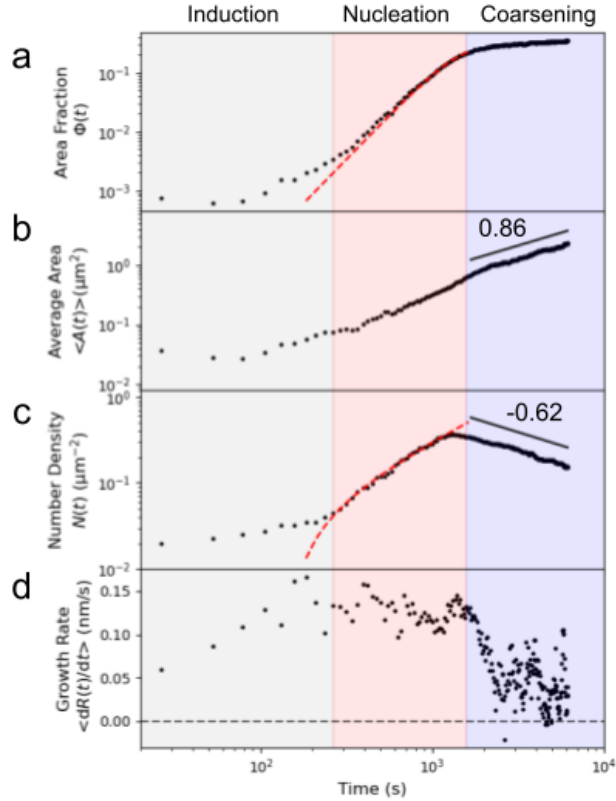 Induction Nucleation Coarsening
a
Area Fraction
Φ(t)
10⁻¹
10⁻²
10⁻³
b
Average Area
<A(t)>(μm²)
10⁰
10⁻¹
10⁻²
0.86
c
Number Density
N(t) (μm⁻²)
10⁰
10⁻¹
10⁻²
-0.62
d
Growth Rate
<dR(t)/dt> (nm/s)
0.15
0.10
0.05
0.00
10² 10³ 10⁴
Time (s)